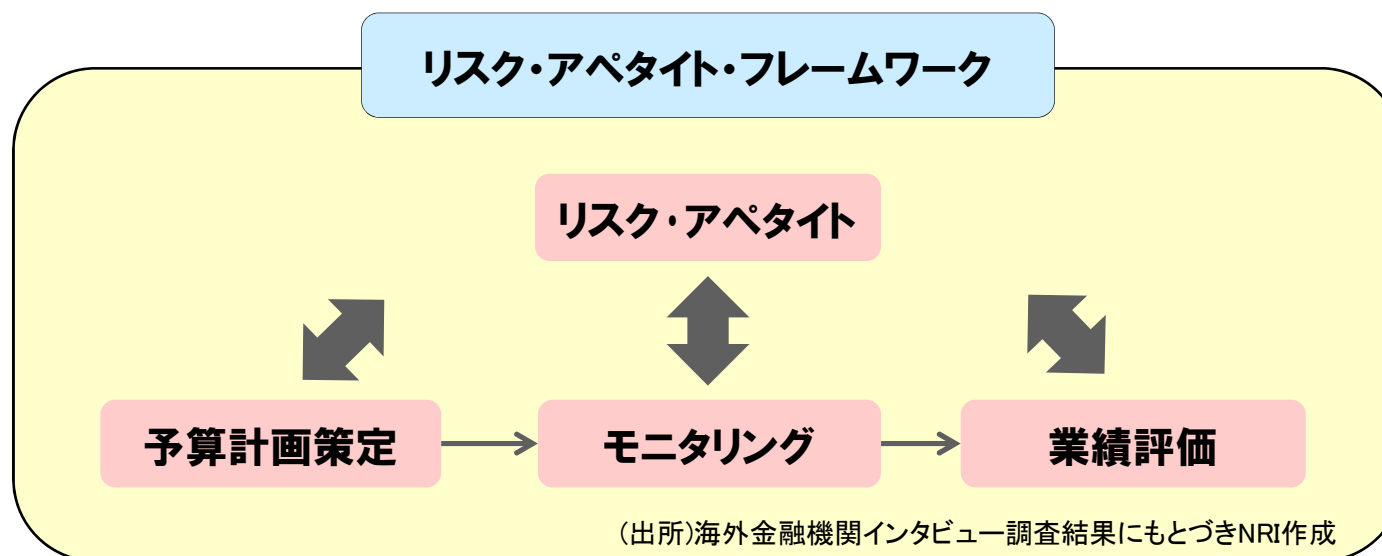 リスク・アペタイト・フレームワーク
リスク・アペタイト
予算計画策定
モニタリング
業績評価
(出所)海外金融機関インタビュー調査結果にもとづきNRI作成